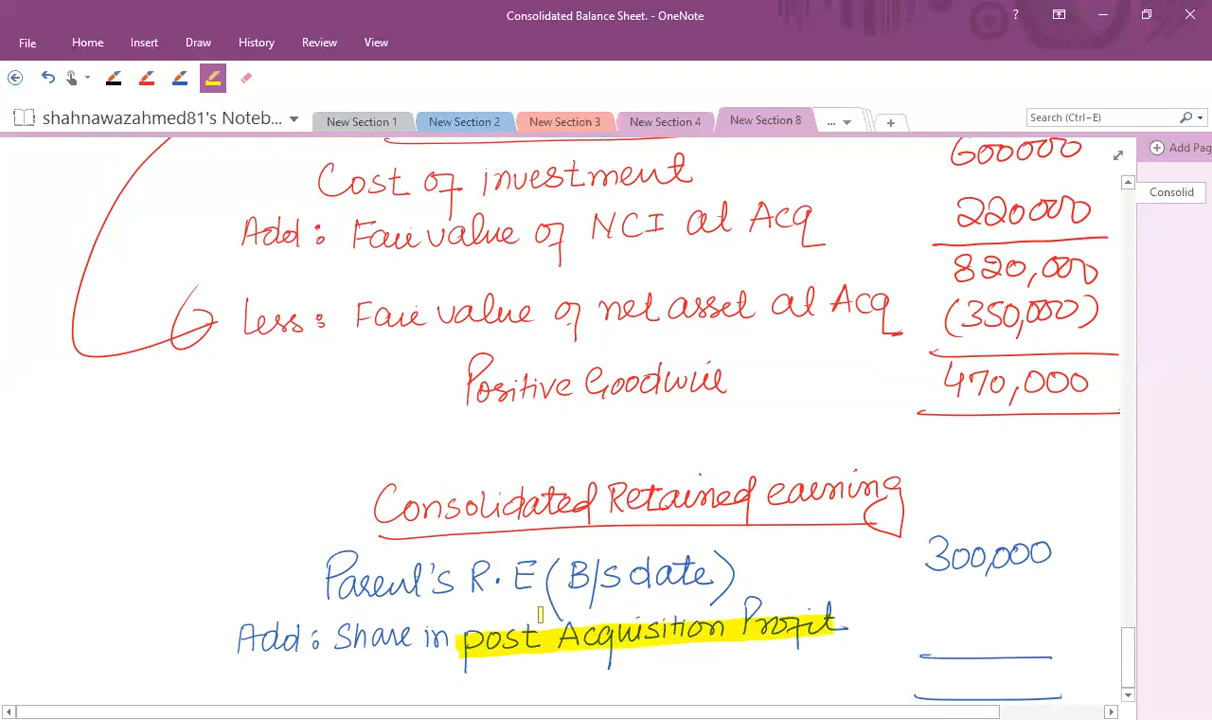 Consolidated Balance Sheet. - OneNote
?
File Home Insert Draw History Review View
shahnawazahmed81's Noteb... New Section 1 New Section 2 New Section 3 New Section 4 New Section 8 ... + Search (Ctrl+E)
Add Pag
Consolid
600000
Cost of investment
Add: Fair value of NCI at Acq 220000
820,000
Less: Fair value of net asset at Acq (350,000)
Positive Goodwill 470,000
Consolidated Retained earning
Parent's R.E (B/s date) 300,000
Add: Share in post Acquisition Profit